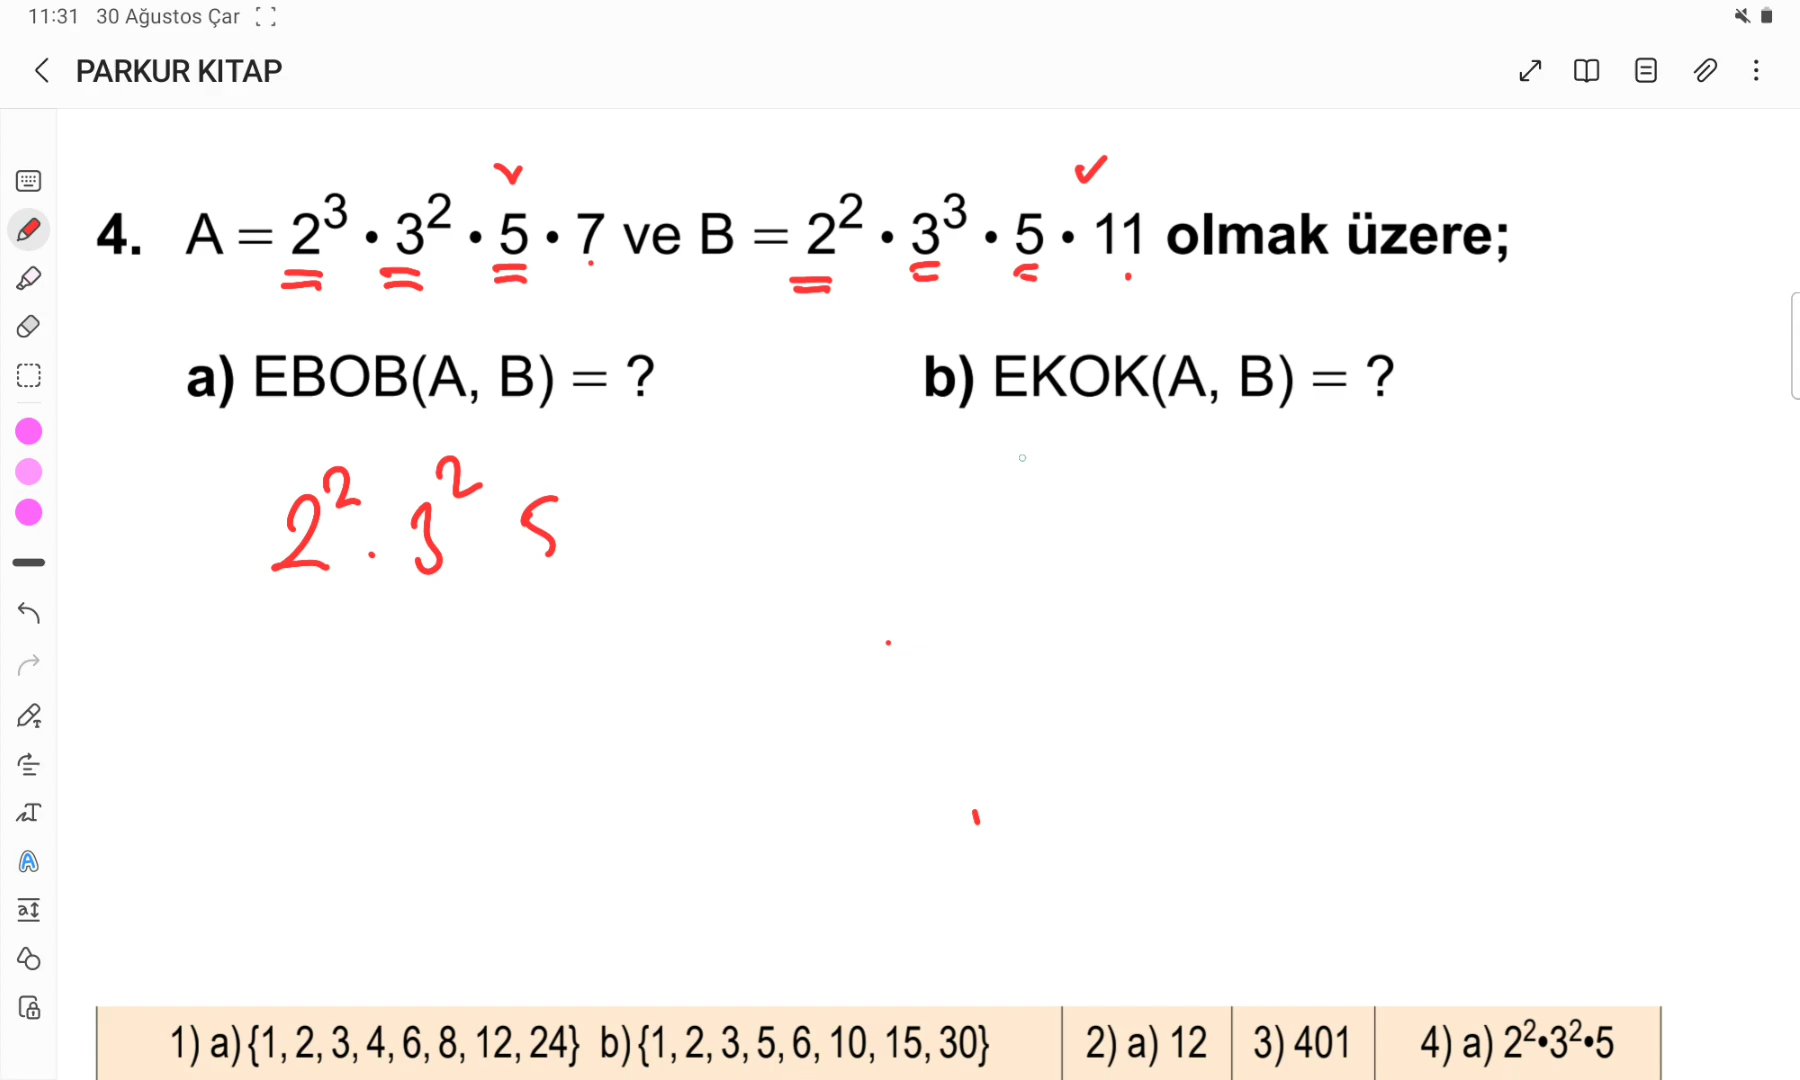 11:31 30 Ağustos Çar
PARKUR KİTAP
4. A = 2³ • 3² • 5 • 7 ve B = 2² • 3³ • 5 • 11 olmak üzere;
a) EBOB(A, B) = ? b) EKOK(A, B) = ?
2² . 3² 5
1) a) {1, 2, 3, 4, 6, 8, 12, 24} b) {1, 2, 3, 5, 6, 10, 15, 30} 2) a) 12 3) 401 4) a) 2²•3²•5